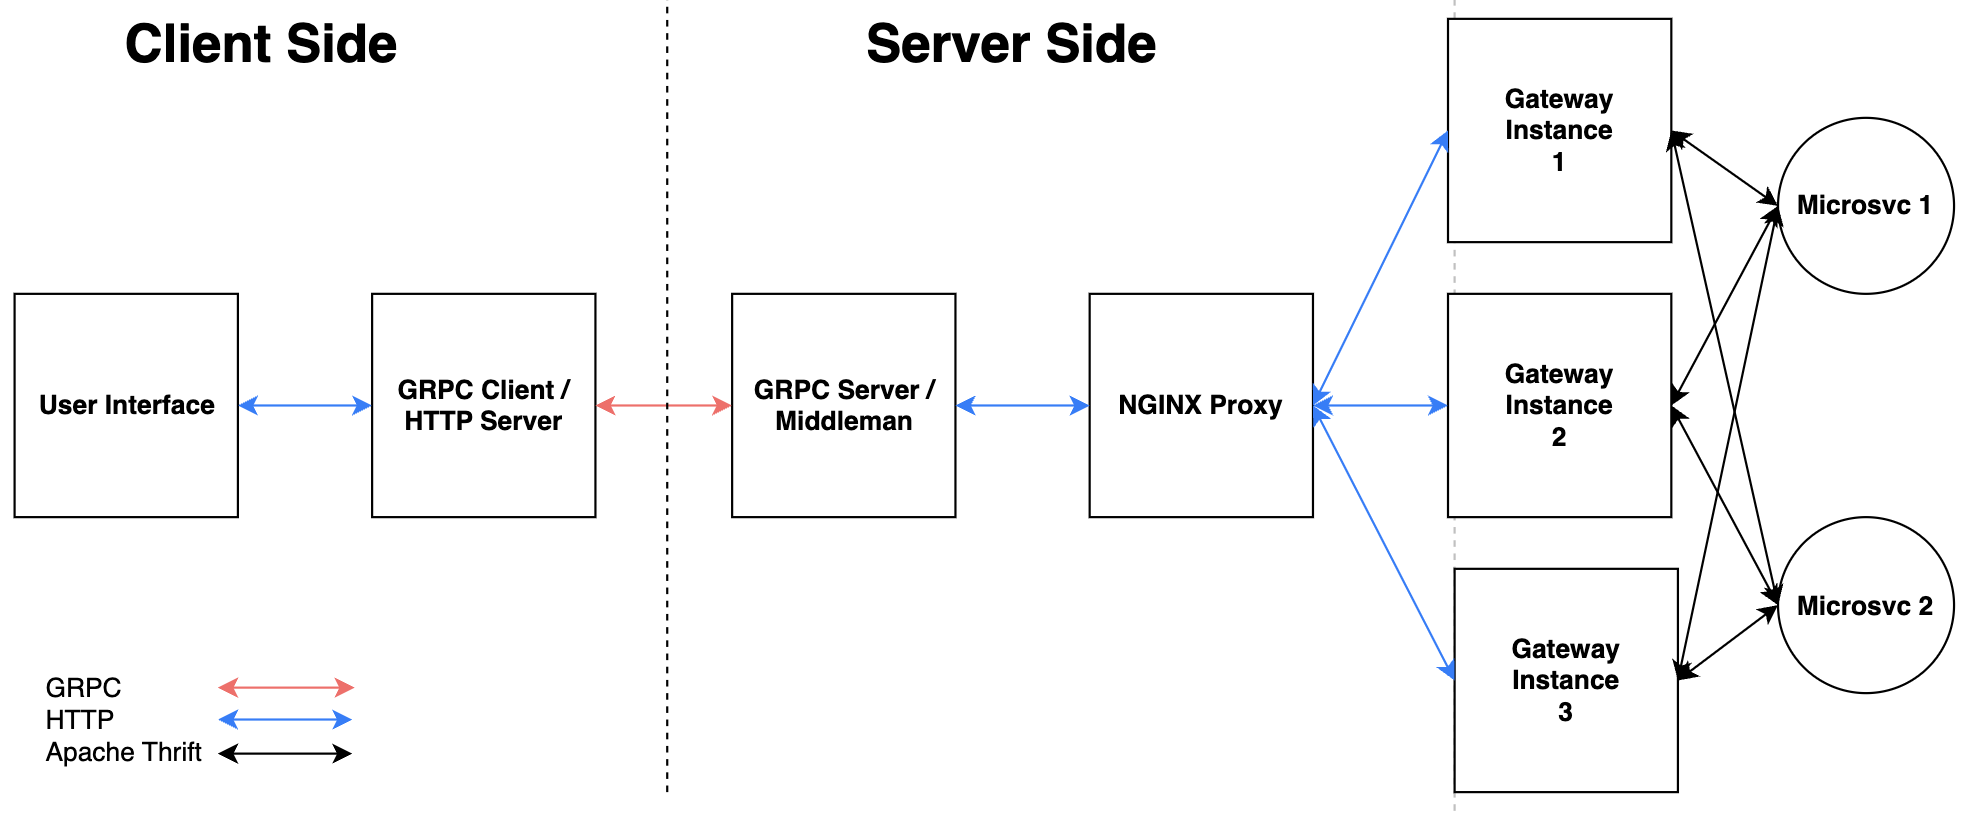 Client Side
Server Side
Gateway
Instance
1
Microsvc 1
User Interface
GRPC Client /
HTTP Server
GRPC Server /
Middleman
NGINX Proxy
Gateway
Instance
2
Microsvc 2
Gateway
Instance
3
GRPC
HTTP
Apache Thrift